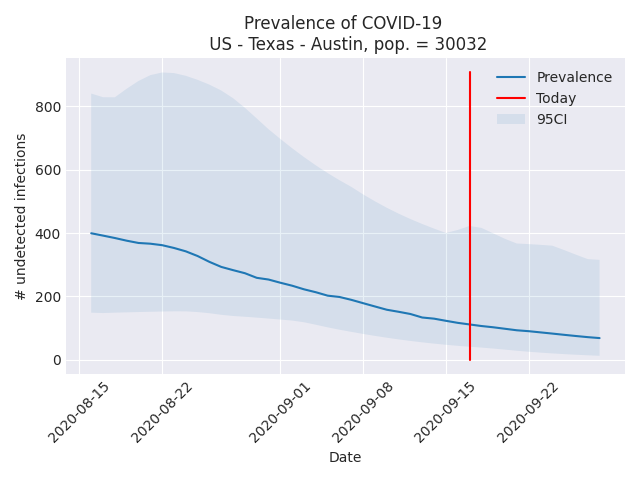 Prevalence of COVID-19
US - Texas - Austin, pop. = 30032
Prevalence
Today
95CI
# undetected infections
800
600
400
200
0
2020-08-15
2020-08-22
2020-09-01
2020-09-08
2020-09-15
2020-09-22
Date